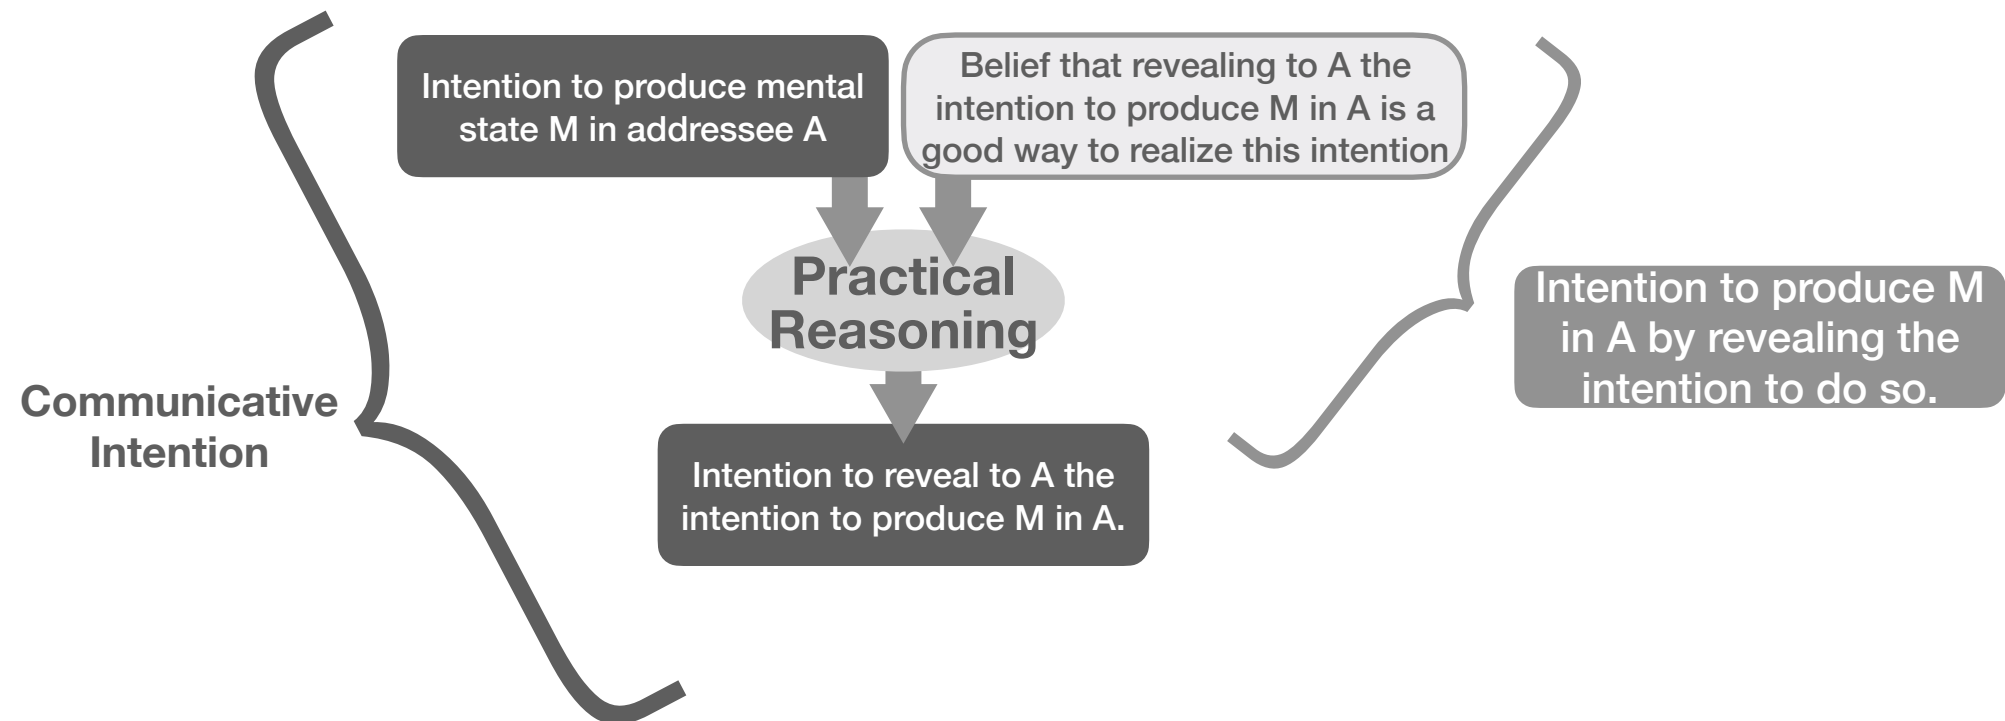 Intention to produce mental
state M in addressee A
Belief that revealing to A the
intention to produce M in A is a
good way to realize this intention
Practical
Reasoning
Intention to produce M
in A by revealing the
intention to do so.
Communicative
Intention
Intention to reveal to A the
intention to produce M in A.